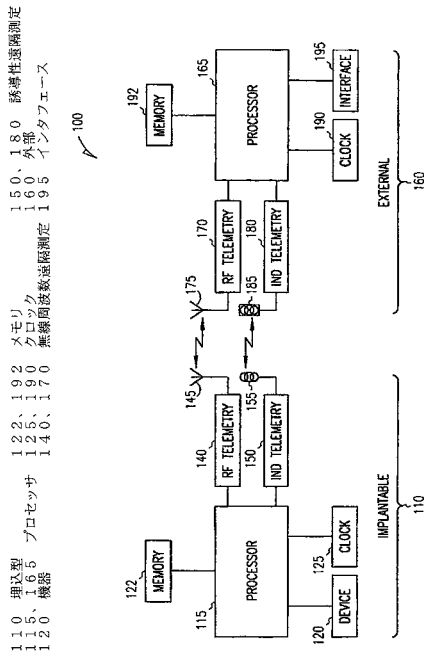 110 埋込型
115、165 プロセッサ
120 機器
122、192 メモリ
125、190 クロック
140、170 無線周波数遠隔測定
150、180 誘導性遠隔測定
160 外部
195 インタフェース
100
122
MEMORY
115
PROCESSOR
140
RF TELEMETRY
145
150
IND TELEMETRY
155
120
DEVICE
125
CLOCK
IMPLANTABLE
110
192
MEMORY
165
PROCESSOR
170
RF TELEMETRY
175
180
IND TELEMETRY
185
190
CLOCK
195
INTERFACE
EXTERNAL
160